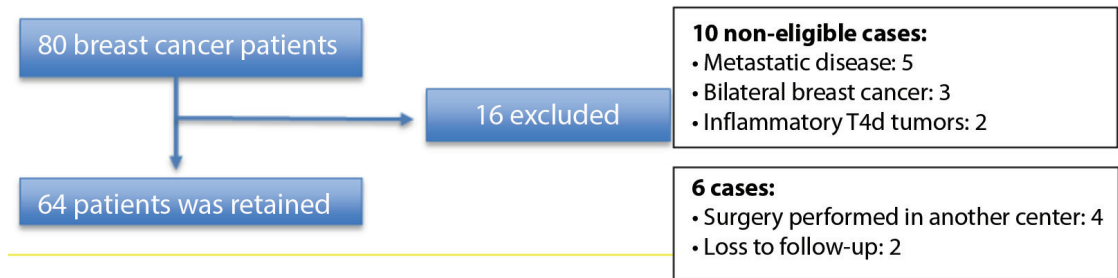 80 breast cancer patients
16 excluded
64 patients was retained
10 non-eligible cases:
• Metastatic disease: 5
• Bilateral breast cancer: 3
• Inflammatory T4d tumors: 2
6 cases:
• Surgery performed in another center: 4
• Loss to follow-up: 2